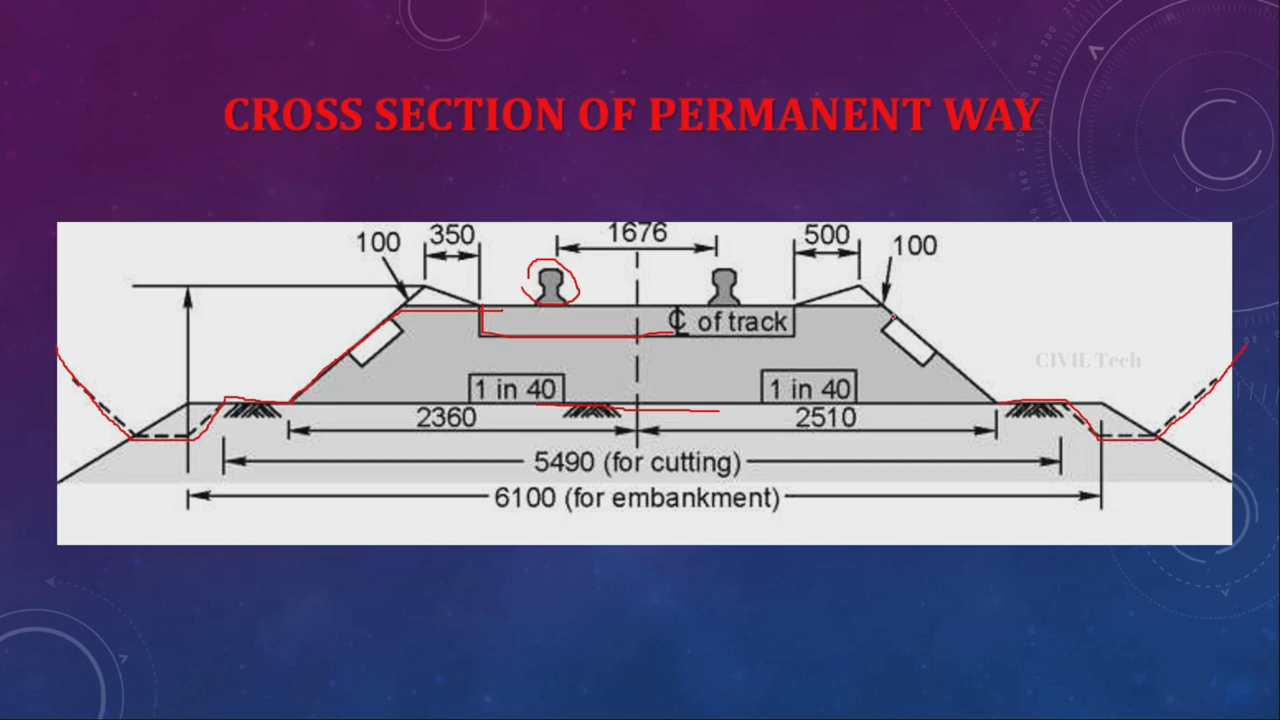 CROSS SECTION OF PERMANENT WAY
100 350 1676 500 100
℄ of track
CIVIL Tech
1 in 40 1 in 40
2360 2510
5490 (for cutting)
6100 (for embankment)